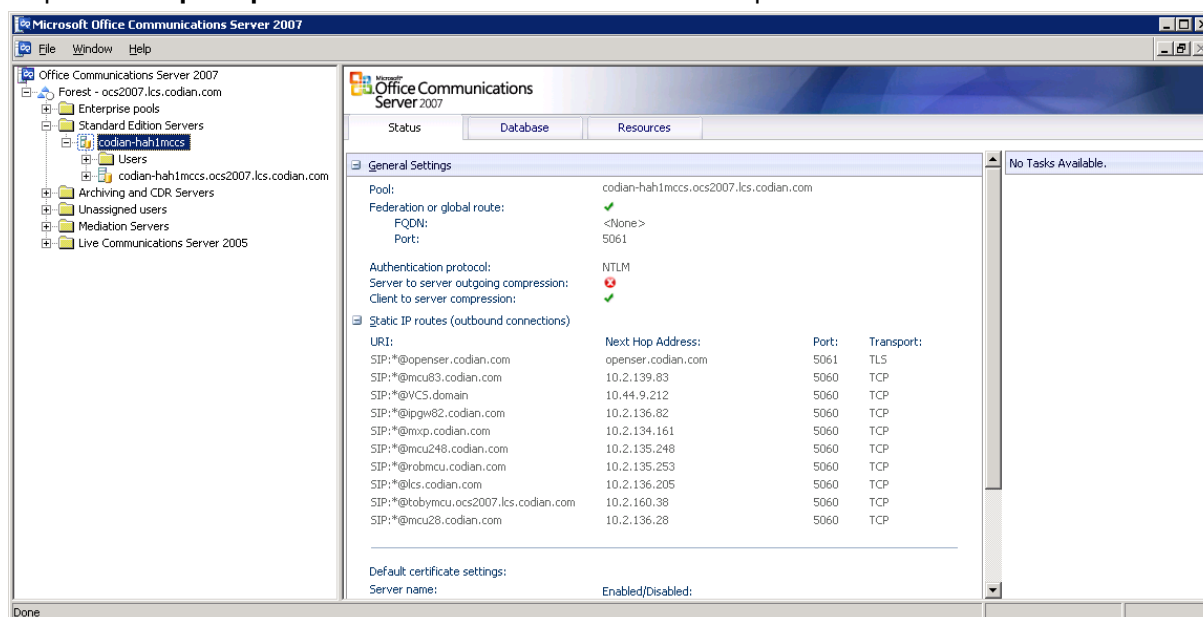 Microsoft Office Communications Server 2007
File Window Help
Office Communications Server 2007
Forest - ocs2007.lcs.codian.com
Enterprise pools
Standard Edition Servers
codian-hah1mccs
Users
codian-hah1mccs.ocs2007.lcs.codian.com
Archiving and CDR Servers
Unassigned users
Mediation Servers
Live Communications Server 2005
Microsoft
Office Communications
Server 2007
Status Database Resources
General Settings
Pool: codian-hah1mccs.ocs2007.lcs.codian.com
Federation or global route:
FQDN: <None>
Port: 5061
Authentication protocol: NTLM
Server to server outgoing compression:
Client to server compression:
Static IP routes (outbound connections)
URI: Next Hop Address: Port: Transport:
SIP:*@openser.codian.com openser.codian.com 5061 TLS
SIP:*@mcu83.codian.com 10.2.139.83 5060 TCP
SIP:*@VCS.domain 10.44.9.212 5060 TCP
SIP:*@ipgw82.codian.com 10.2.136.82 5060 TCP
SIP:*@mxp.codian.com 10.2.134.161 5060 TCP
SIP:*@mcu248.codian.com 10.2.135.248 5060 TCP
SIP:*@robmcu.codian.com 10.2.135.253 5060 TCP
SIP:*@lcs.codian.com 10.2.136.205 5060 TCP
SIP:*@tobymcu.ocs2007.lcs.codian.com 10.2.160.38 5060 TCP
SIP:*@mcu28.codian.com 10.2.136.28 5060 TCP
Default certificate settings:
Server name: Enabled/Disabled:
No Tasks Available.
Done